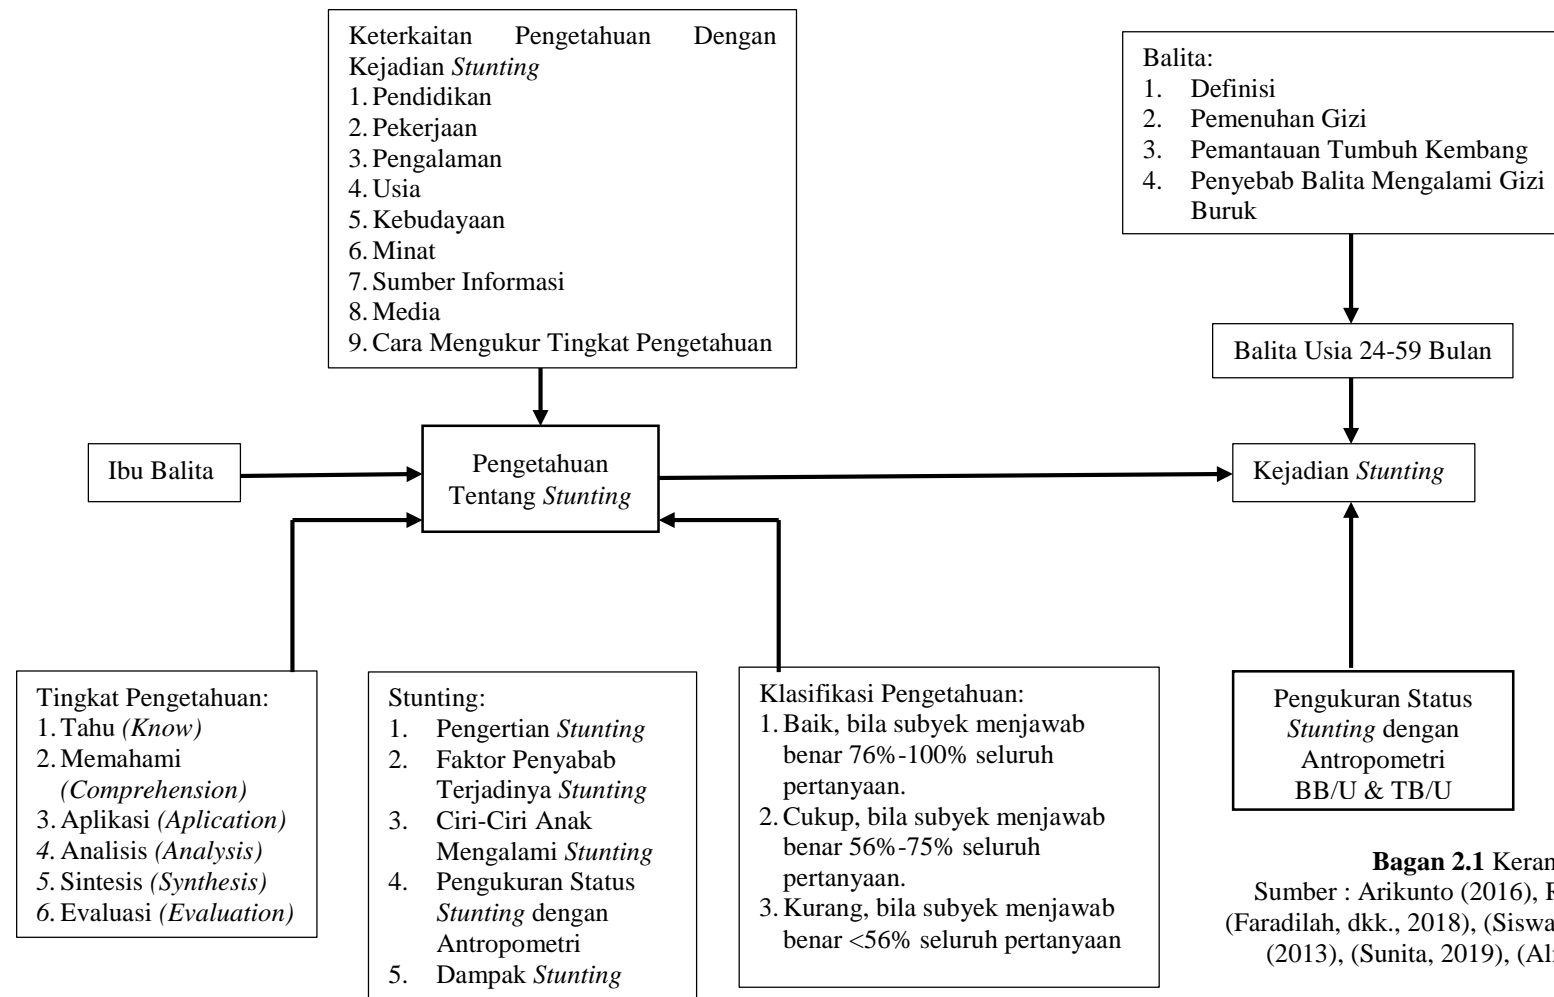 Keterkaitan Pengetahuan Dengan
Kejadian Stunting
1. Pendidikan
2. Pekerjaan
3. Pengalaman
4. Usia
5. Kebudayaan
6. Minat
7. Sumber Informasi
8. Media
9. Cara Mengukur Tingkat Pengetahuan
Balita:
1. Definisi
2. Pemenuhan Gizi
3. Pemantauan Tumbuh Kembang
4. Penyebab Balita Mengalami Gizi
Buruk
Balita Usia 24-59 Bulan
Ibu Balita
Pengetahuan
Tentang Stunting
Kejadian Stunting
Tingkat Pengetahuan:
1. Tahu (Know)
2. Memahami
(Comprehension)
3. Aplikasi (Aplication)
4. Analisis (Analysis)
5. Sintesis (Synthesis)
6. Evaluasi (Evaluation)
Stunting:
1. Pengertian Stunting
2. Faktor Penyabab
Terjadinya Stunting
3. Ciri-Ciri Anak
Mengalami Stunting
4. Pengukuran Status
Stunting dengan
Antropometri
5. Dampak Stunting
Klasifikasi Pengetahuan:
1. Baik, bila subyek menjawab
benar 76%-100% seluruh
pertanyaan.
2. Cukup, bila subyek menjawab
benar 56%-75% seluruh
pertanyaan.
3. Kurang, bila subyek menjawab
benar <56% seluruh pertanyaan
Pengukuran Status
Stunting dengan
Antropometri
BB/U & TB/U
Bagan 2.1
Sumber : Arikunto (2016),
(Faradilah, dkk., 2018),
(2013), (Sunita, 2019),